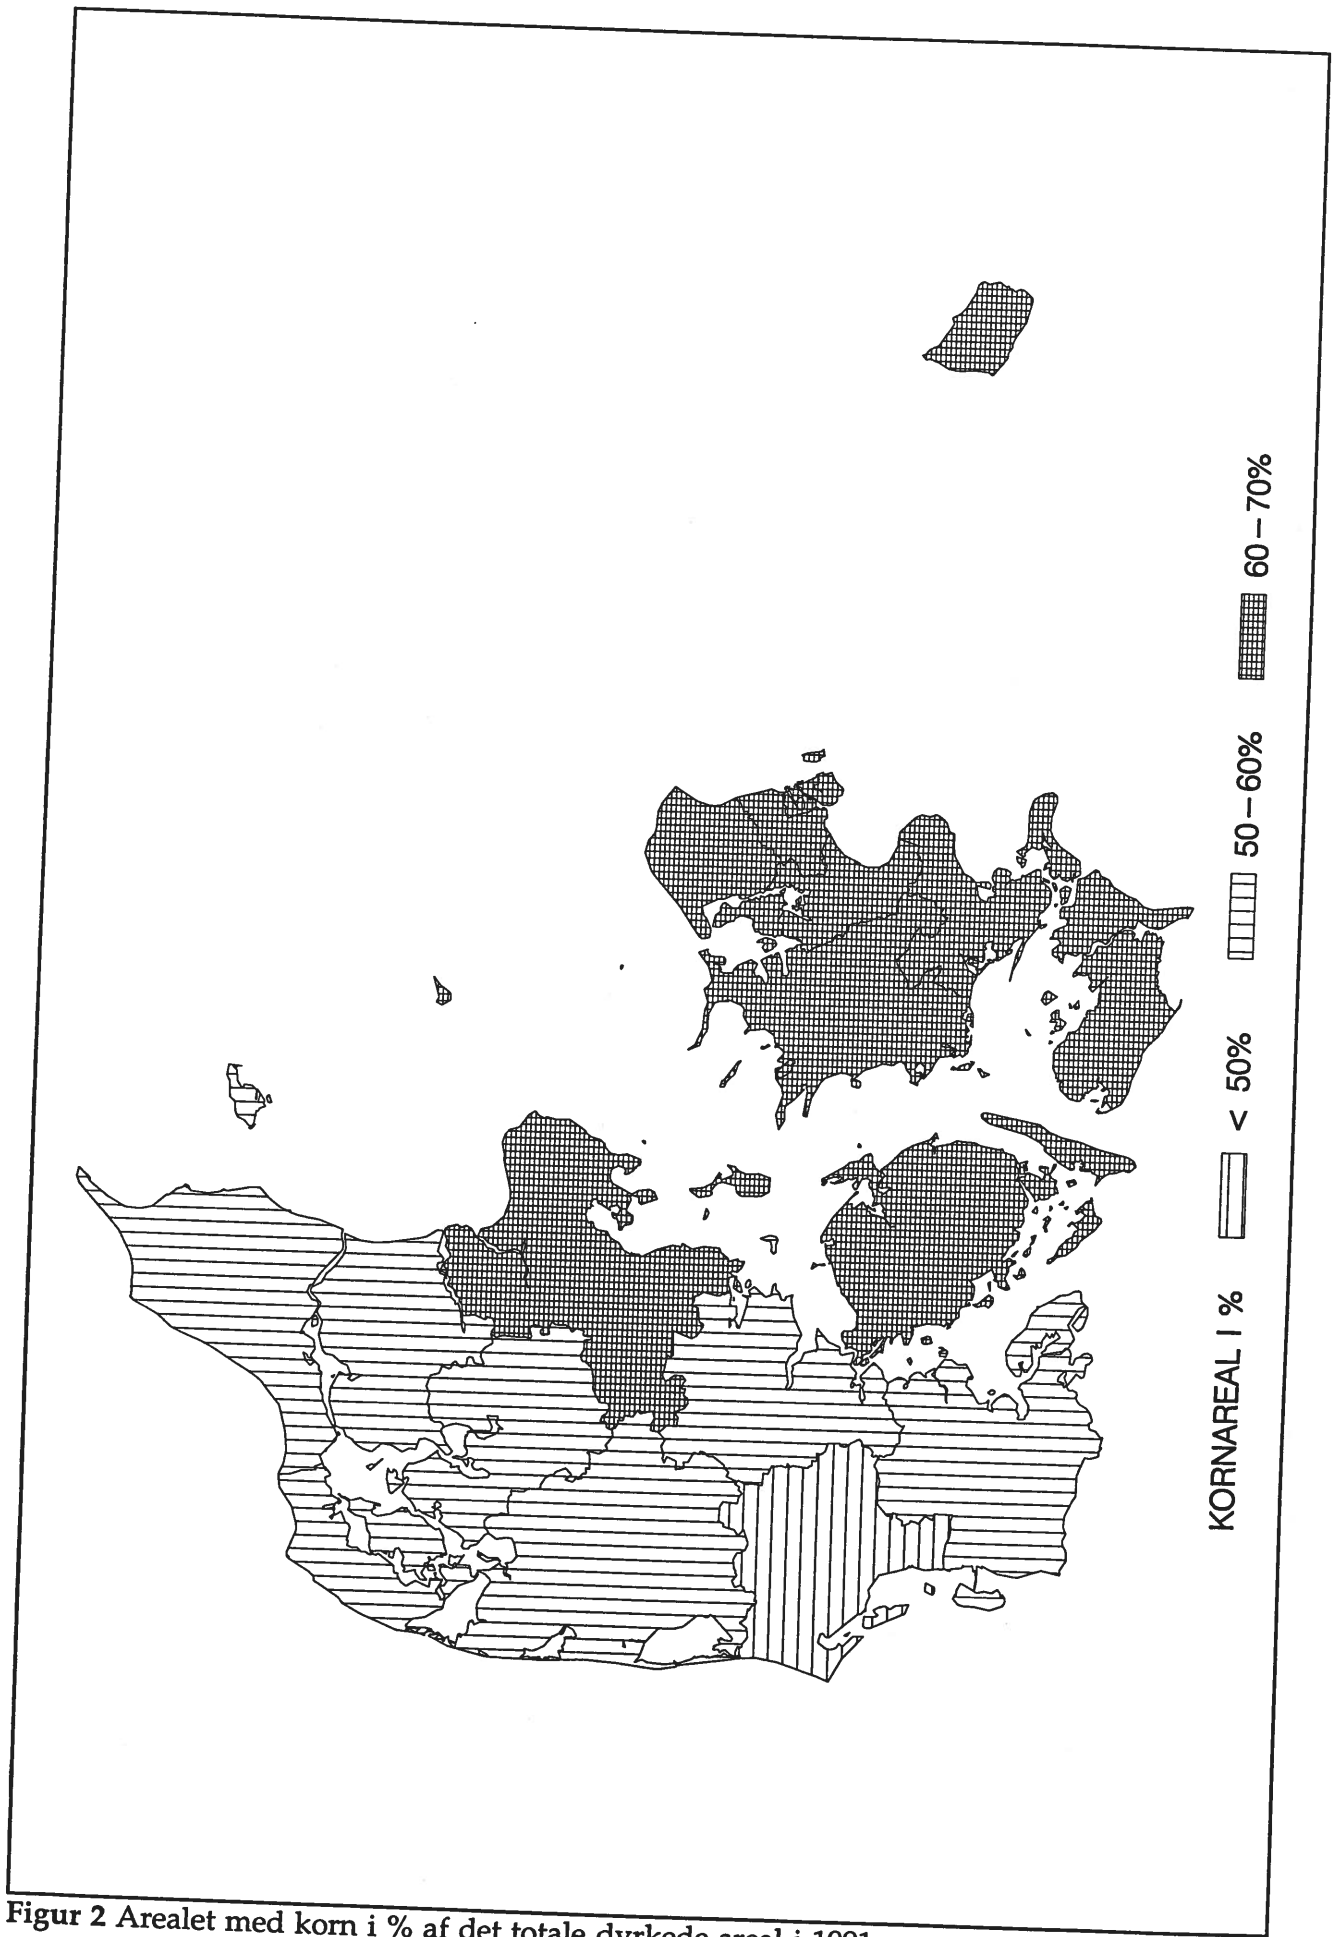 KORNAREAL I % < 50% 50–60% 60–70%
Figur 2 Arealet med korn i % af det totale dyrkede areal i 1991